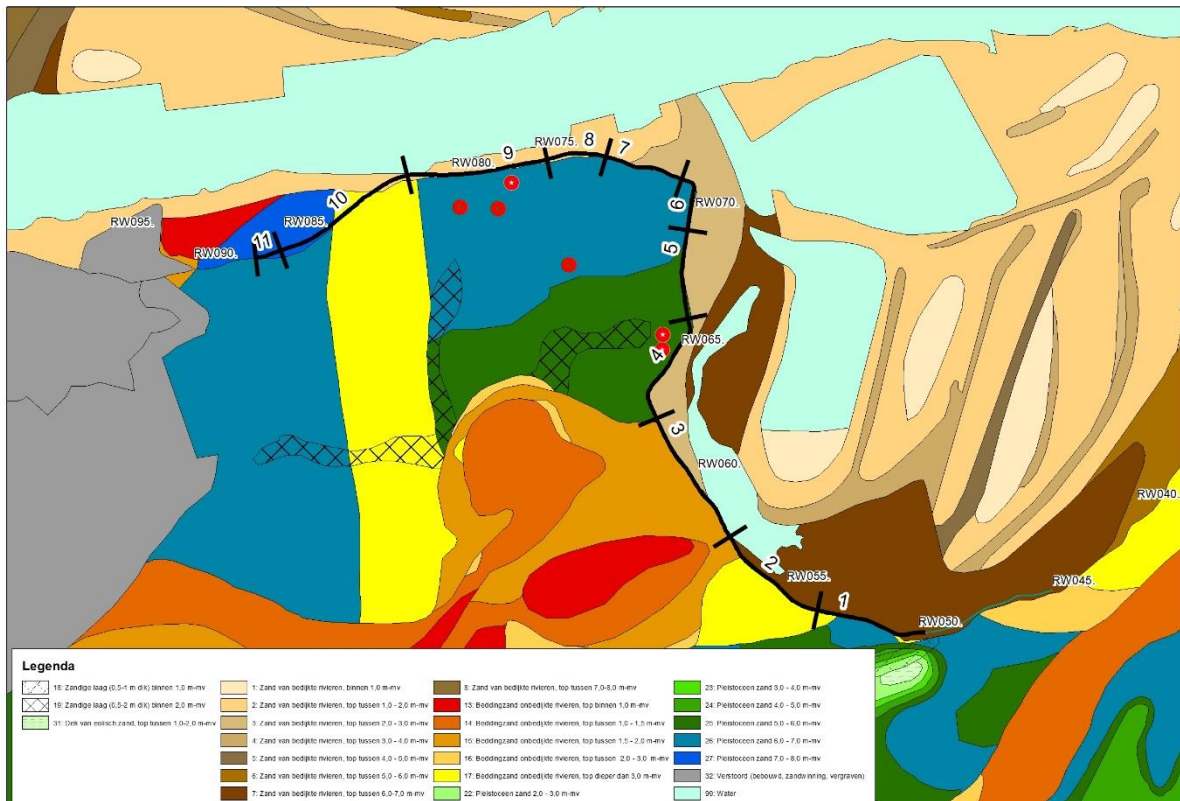 RW075.
8
7
9
RW080.
10
RW070.
6
RW095.
RW085.
11
RW090.
5
RW065.
4
3
RW060.
RW040.
2
RW055.
RW045.
1
RW050.
Legenda
18: Zandige laag (0,5-1 m dik) binnen 1,0 m-mv
19: Zandige laag (0,5-2 m dik) binnen 2,0 m-mv
31: Dek van eolisch zand, top tussen 1,0-2,0 m-mv
1: Zand van bedijkte rivieren, binnen 1,0 m-mv
2: Zand van bedijkte rivieren, top tussen 1,0 - 2,0 m-mv
3: Zand van bedijkte rivieren, top tussen 2,0 - 3,0 m-mv
4: Zand van bedijkte rivieren, top tussen 3,0 - 4,0 m-mv
5: Zand van bedijkte rivieren, top tussen 4,0 - 5,0 m-mv
6: Zand van bedijkte rivieren, top tussen 5,0 - 6,0 m-mv
7: Zand van bedijkte rivieren, top tussen 6,0-7,0 m-mv
8: Zand van bedijkte rivieren, top tussen 7,0-8,0 m-mv
13: Beddingzand onbedijkte rivieren, top binnen 1,0 m-mv
14: Beddingzand onbedijkte rivieren, top tussen 1,0 - 1,5 m-mv
15: Beddingzand onbedijkte rivieren, top tussen 1,5 - 2,0 m-mv
16: Beddingzand onbedijkte rivieren, top tussen 2,0 - 3,0 m-mv
17: Beddingzand onbedijkte rivieren, top dieper dan 3,0 m-mv
22: Pleistoceen zand 2,0 - 3,0 m-mv
23: Pleistoceen zand 3,0 - 4,0 m-mv
24: Pleistoceen zand 4,0 - 5,0 m-mv
25: Pleistoceen zand 5,0 - 6,0 m-mv
26: Pleistoceen zand 6,0 - 7,0 m-mv
27: Pleistoceen zand 7,0 - 8,0 m-mv
32: Verstoord (bebouwd, zandwinning, vergraven)
99: Water